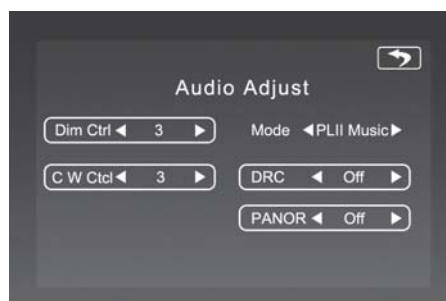 Audio Adjust
Dim Ctrl 3
Mode PLII Music
C W Ctcl 3
DRC Off
PANOR Off